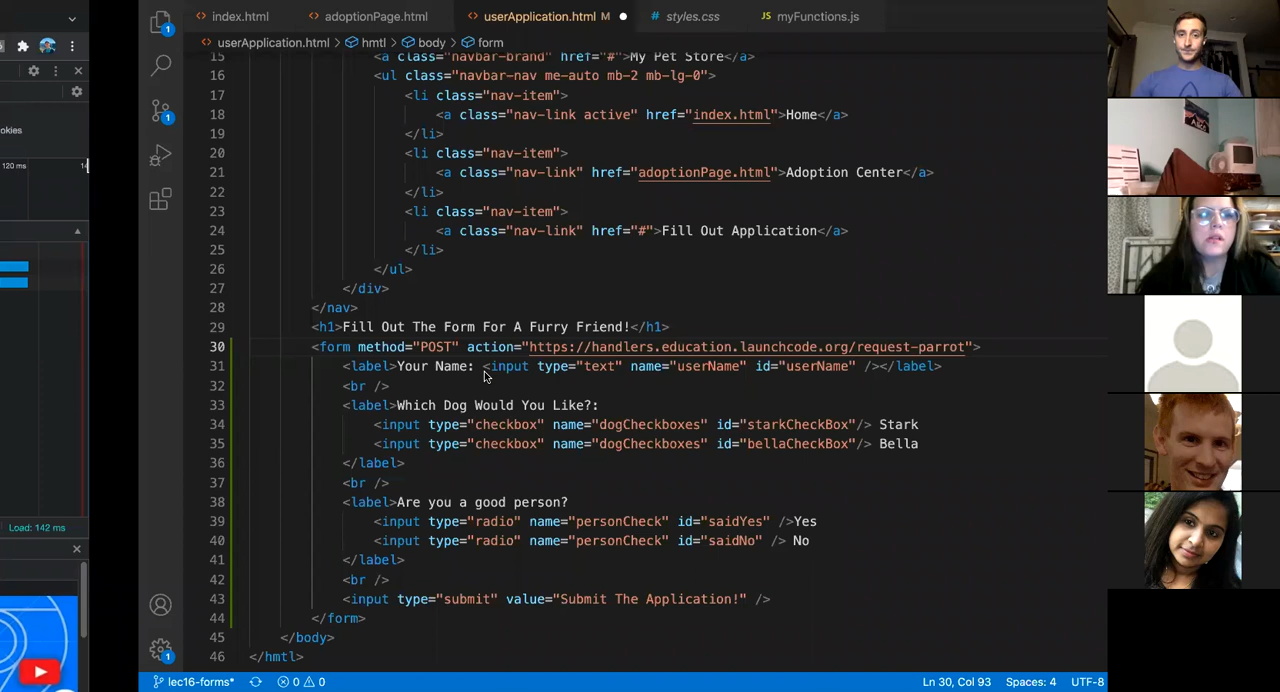 index.html
adoptionPage.html
userApplication.html M
# styles.css
JS myFunctions.js
userApplication.html > hmtl > body > form
ookies
120 ms
Load: 142 ms
15 <a class="navbar-brand" href="#">My Pet Store</a>
16 <ul class="navbar-nav me-auto mb-2 mb-lg-0">
17 <li class="nav-item">
18 <a class="nav-link active" href="index.html">Home</a>
19 </li>
20 <li class="nav-item">
21 <a class="nav-link" href="adoptionPage.html">Adoption Center</a>
22 </li>
23 <li class="nav-item">
24 <a class="nav-link" href="#">Fill Out Application</a>
25 </li>
26 </ul>
27 </div>
28 </nav>
29 <h1>Fill Out The Form For A Furry Friend!</h1>
30 <form method="POST" action="https://handlers.education.launchcode.org/request-parrot">
31 <label>Your Name: <input type="text" name="userName" id="userName" /></label>
32 <br />
33 <label>Which Dog Would You Like?:
34 <input type="checkbox" name="dogCheckboxes" id="starkCheckBox"/> Stark
35 <input type="checkbox" name="dogCheckboxes" id="bellaCheckBox"/> Bella
36 </label>
37 <br />
38 <label>Are you a good person?
39 <input type="radio" name="personCheck" id="saidYes" />Yes
40 <input type="radio" name="personCheck" id="saidNo" /> No
41 </label>
42 <br />
43 <input type="submit" value="Submit The Application!" />
44 </form>
45 </body>
46 </hmtl>
lec16-forms* 0 0 Ln 30, Col 93 Spaces: 4 UTF-8